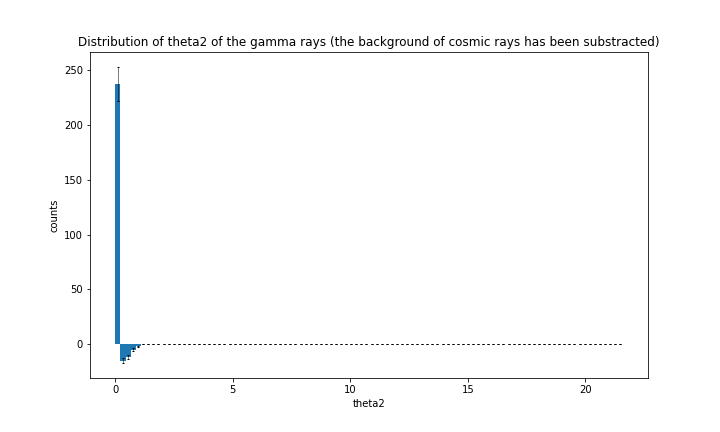 Distribution of theta2 of the gamma rays (the background of cosmic rays has been substracted)
250
200
150
100
50
0
counts
0 5 10 15 20
theta2